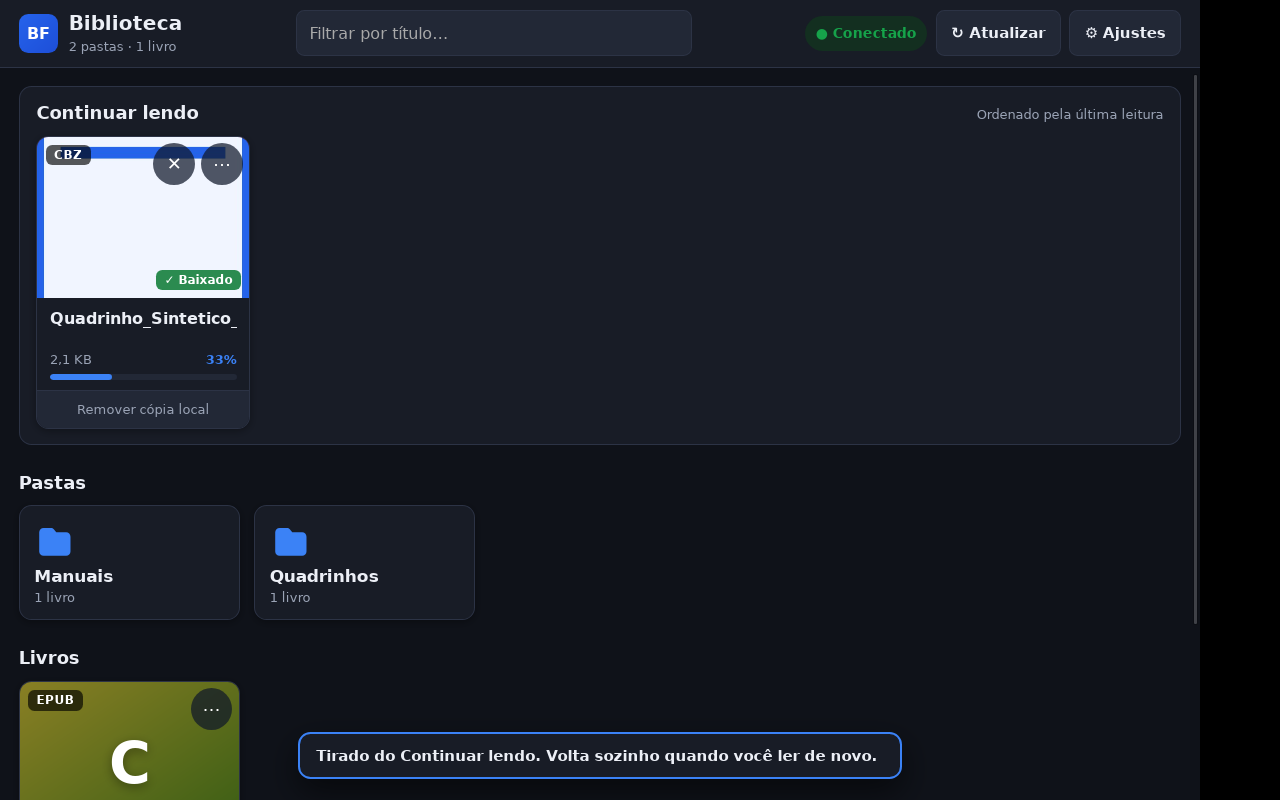 BF
Biblioteca
2 pastas · 1 livro
Filtrar por título…
● Conectado
↻ Atualizar
⚙ Ajustes
Continuar lendo
Ordenado pela última leitura
CBZ
✕
⋯
✓ Baixado
Quadrinho_Sintetico_
2,1 KB
33%
Remover cópia local
Pastas
Manuais
1 livro
Quadrinhos
1 livro
Livros
EPUB
⋯
C
Tirado do Continuar lendo. Volta sozinho quando você ler de novo.